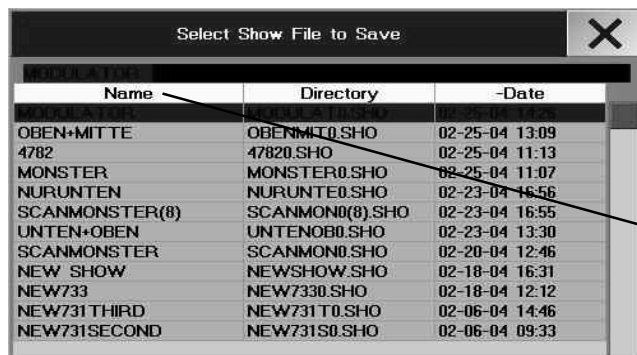 Select Show File to Save
MODULATOR
Name Directory -Date
MODULATOR MODULAT0.SHO 02-25-04 14:26
OBEN+MITTE OBENMIT0.SHO 02-25-04 13:09
4782 47820.SHO 02-25-04 11:13
MONSTER MONSTER0.SHO 02-25-04 11:07
NURUNTEN NURUNTE0.SHO 02-23-04 16:56
SCANMONSTER(8) SCANMON0(8).SHO 02-23-04 16:55
UNTEN+OBEN UNTENOB0.SHO 02-23-04 13:30
SCANMONSTER SCANMON0.SHO 02-20-04 12:46
NEW SHOW NEWSHOW.SHO 02-18-04 16:31
NEW733 NEW7330.SHO 02-18-04 12:12
NEW731THIRD NEW731T0.SHO 02-06-04 14:46
NEW731SECOND NEW731S0.SHO 02-06-04 09:33